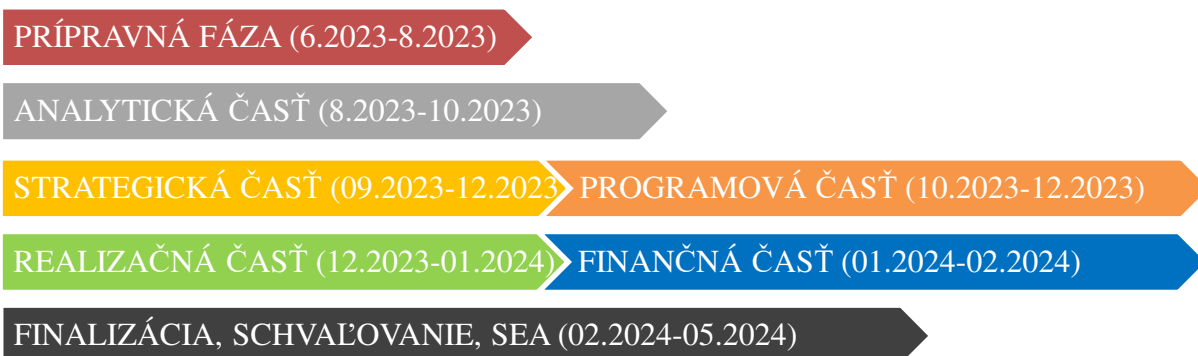 PRÍPRAVNÁ FÁZA (6.2023-8.2023)
ANALYTICKÁ ČASŤ (8.2023-10.2023)
STRATEGICKÁ ČASŤ (09.2023-12.2023 PROGRAMOVÁ ČASŤ (10.2023-12.2023)
REALIZAČNÁ ČASŤ (12.2023-01.2024) FINANČNÁ ČASŤ (01.2024-02.2024)
FINALIZÁCIA, SCHVAĽOVANIE, SEA (02.2024-05.2024)